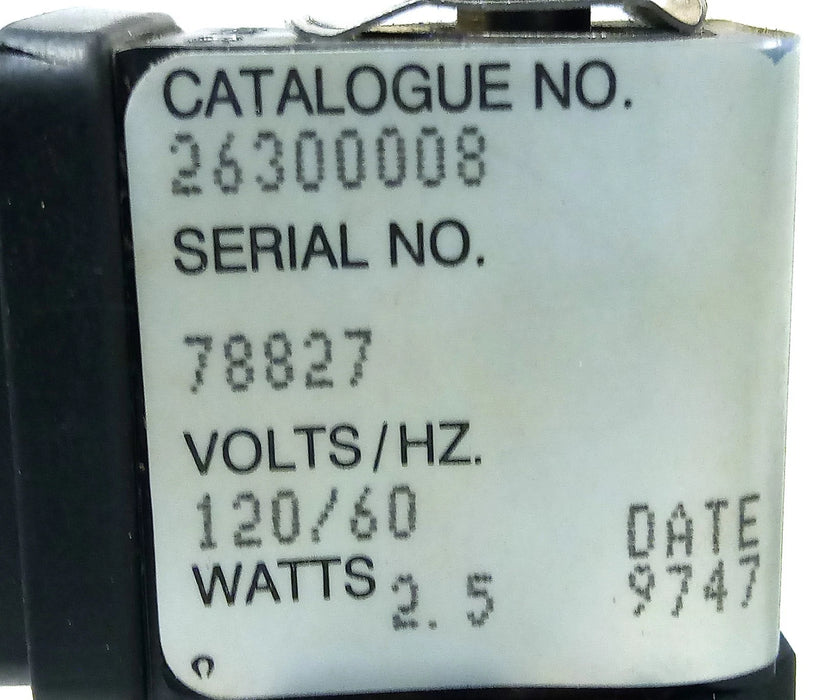 CATALOGUE NO.
26300008
SERIAL NO.
78827
VOLTS/HZ.
120/60
DATE
WATTS 2.5
9747